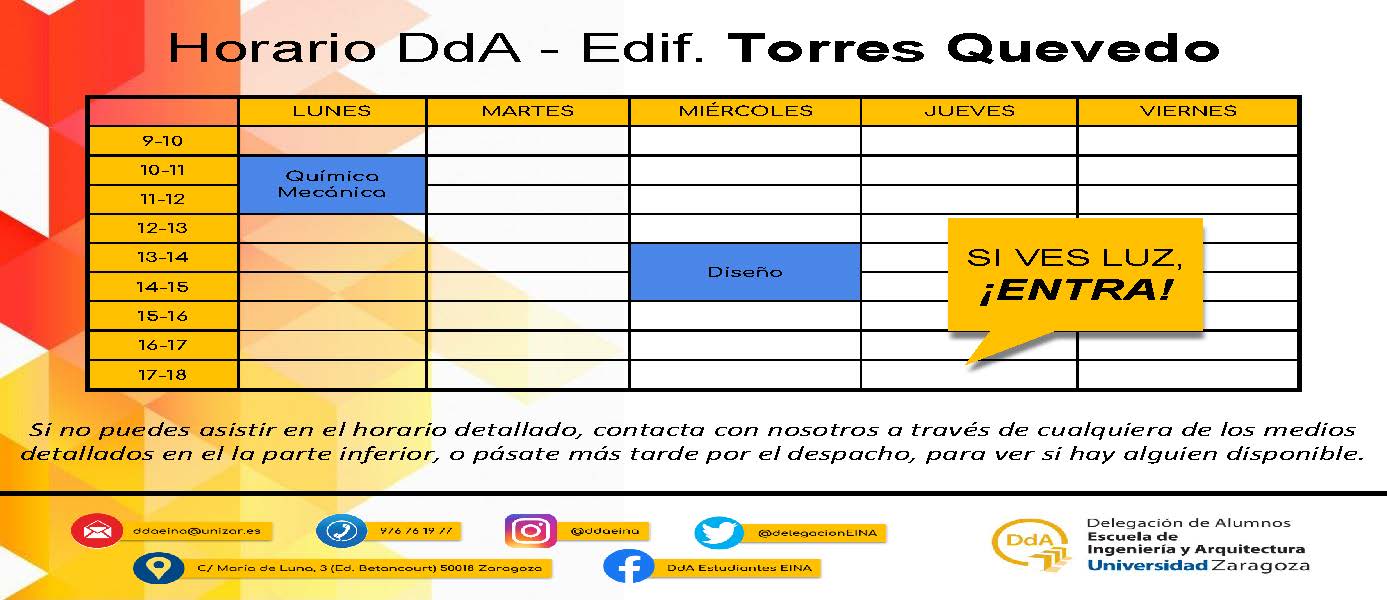 Horario DdA - Edif. Torres Quevedo
LUNES MARTES MIÉRCOLES JUEVES VIERNES
9-10
10-11
Química
Mecánica
11-12
12-13
13-14
Diseño
14-15
15-16
16-17
17-18
SI VES LUZ,
¡ENTRA!
Si no puedes asistir en el horario detallado, contacta con nosotros a través de cualquiera de los medios
detallados en el la parte inferior, o pásate más tarde por el despacho, para ver si hay alguien disponible.
ddaeina@unizar.es
976 76 19 77
@ddaeina
@delegacionEINA
C/ María de Luna, 3 (Ed. Betancourt) 50018 Zaragoza
DdA Estudiantes EINA
DdA
Delegación de Alumnos
Escuela de
Ingeniería y Arquitectura
Universidad Zaragoza